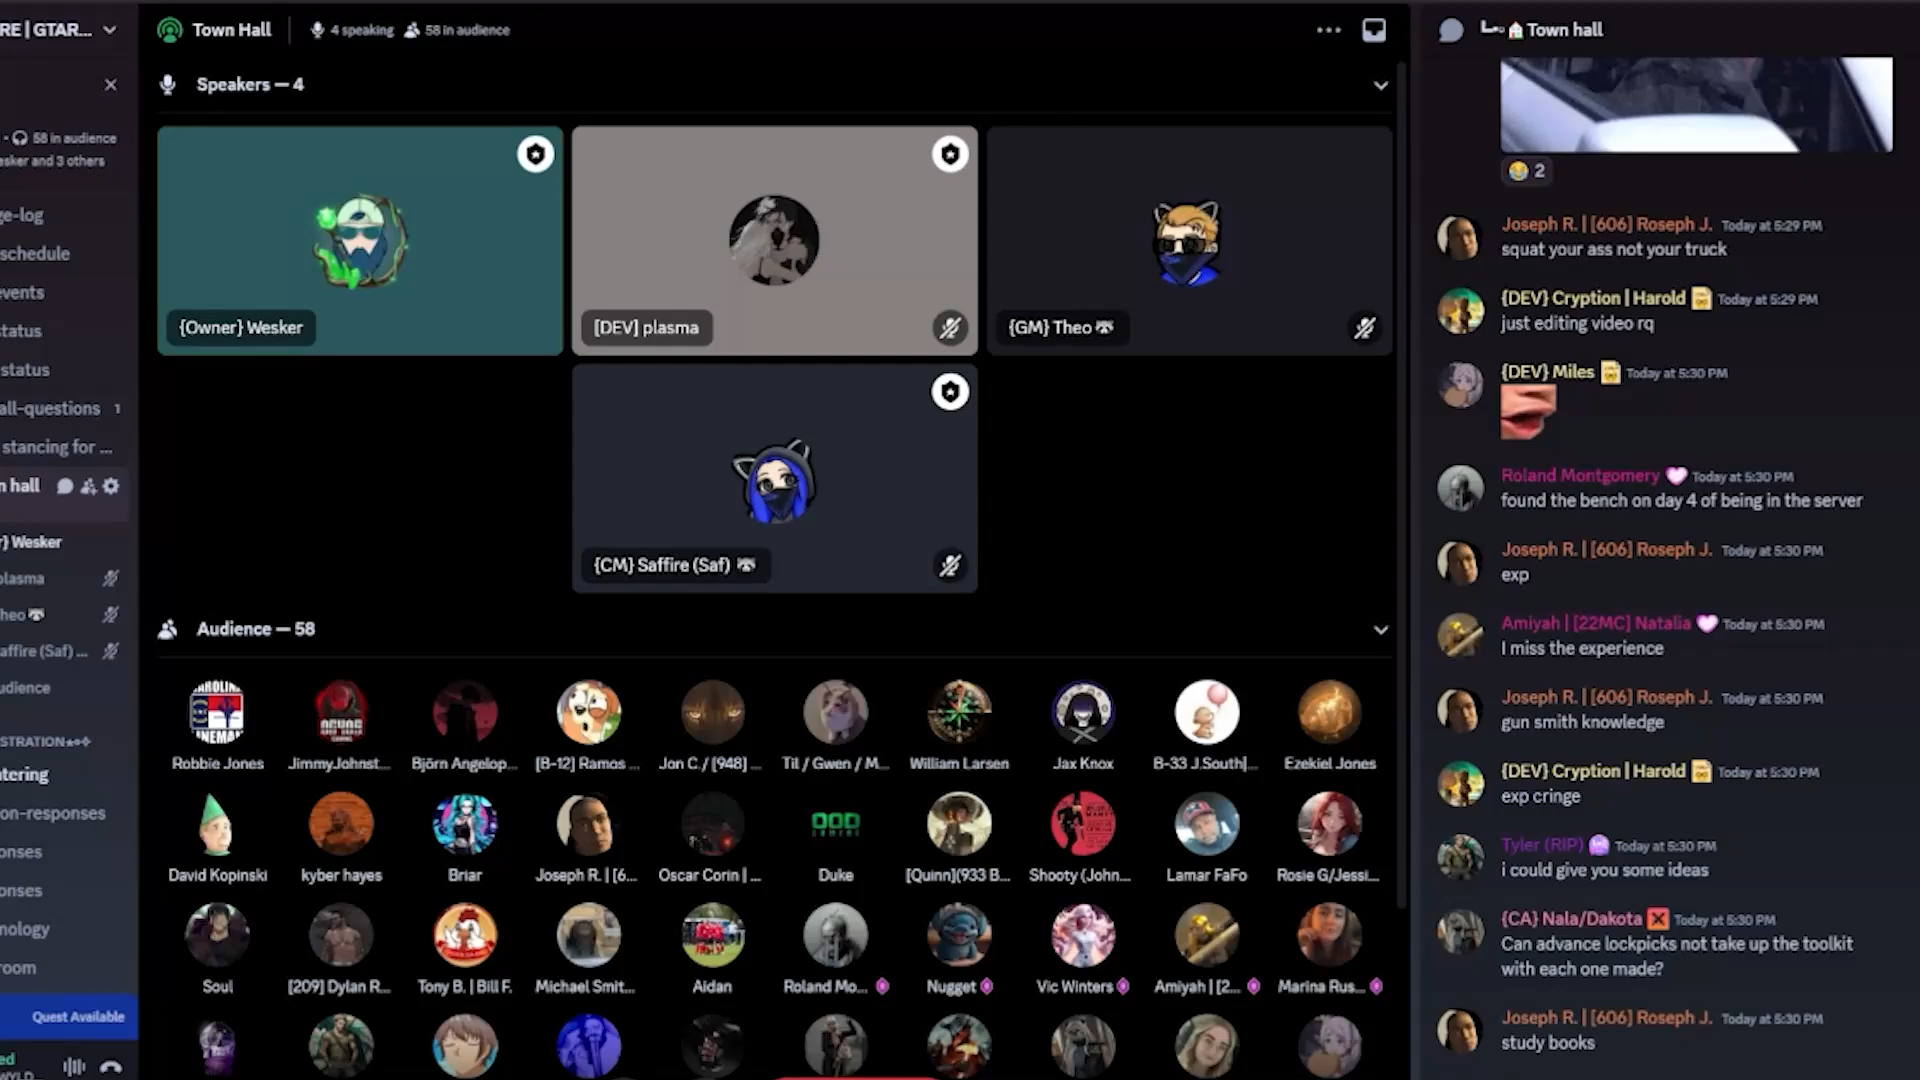 RE | GTAR...
58 in audience
esker and 3 others
ge-log
schedule
events
tatus
status
all-questions 1
stancing for ...
n hall
r} Wesker
plasma
heo
affire (Saf) ...
udience
STRATION
tering
on-responses
onses
onses
nology
room
Quest Available
ed
Town Hall
4 speaking 58 in audience
Speakers — 4
{Owner} Wesker
[DEV] plasma
{GM} Theo
{CM} Saffire (Saf)
Audience — 58
Robbie Jones
JimmyJohnst...
Björn Angelop...
[B-12] Ramos ...
Jon C./ [948] ...
Til / Gwen / M...
William Larsen
Jax Knox
B-33 J.South|...
Ezekiel Jones
David Kopinski
kyber hayes
Briar
Joseph R. | [6...
Oscar Corin | ...
Duke
[Quinn](933 B...
Shooty (John...
Lamar FaFo
Rosie G/Jessi...
Soul
[209] Dylan R...
Tony B. | Bill F.
Michael Smit...
Aidan
Roland Mo...
Nugget
Vic Winters
Amiyah | [2...
Marina Rus...
Town hall
2
Joseph R. | [606] Roseph J. Today at 5:29 PM
squat your ass not your truck
{DEV} Cryption | Harold Today at 5:29 PM
just editing video rq
{DEV} Miles Today at 5:30 PM
Roland Montgomery Today at 5:30 PM
found the bench on day 4 of being in the server
Joseph R. | [606] Roseph J. Today at 5:30 PM
exp
Amiyah | [22MC] Natalia Today at 5:30 PM
I miss the experience
Joseph R. | [606] Roseph J. Today at 5:30 PM
gun smith knowledge
{DEV} Cryption | Harold Today at 5:30 PM
exp cringe
Tyler (RIP) Today at 5:30 PM
i could give you some ideas
{CA} Nala/Dakota Today at 5:30 PM
Can advance lockpicks not take up the toolkit
with each one made?
Joseph R. | [606] Roseph J. Today at 5:30 PM
study books